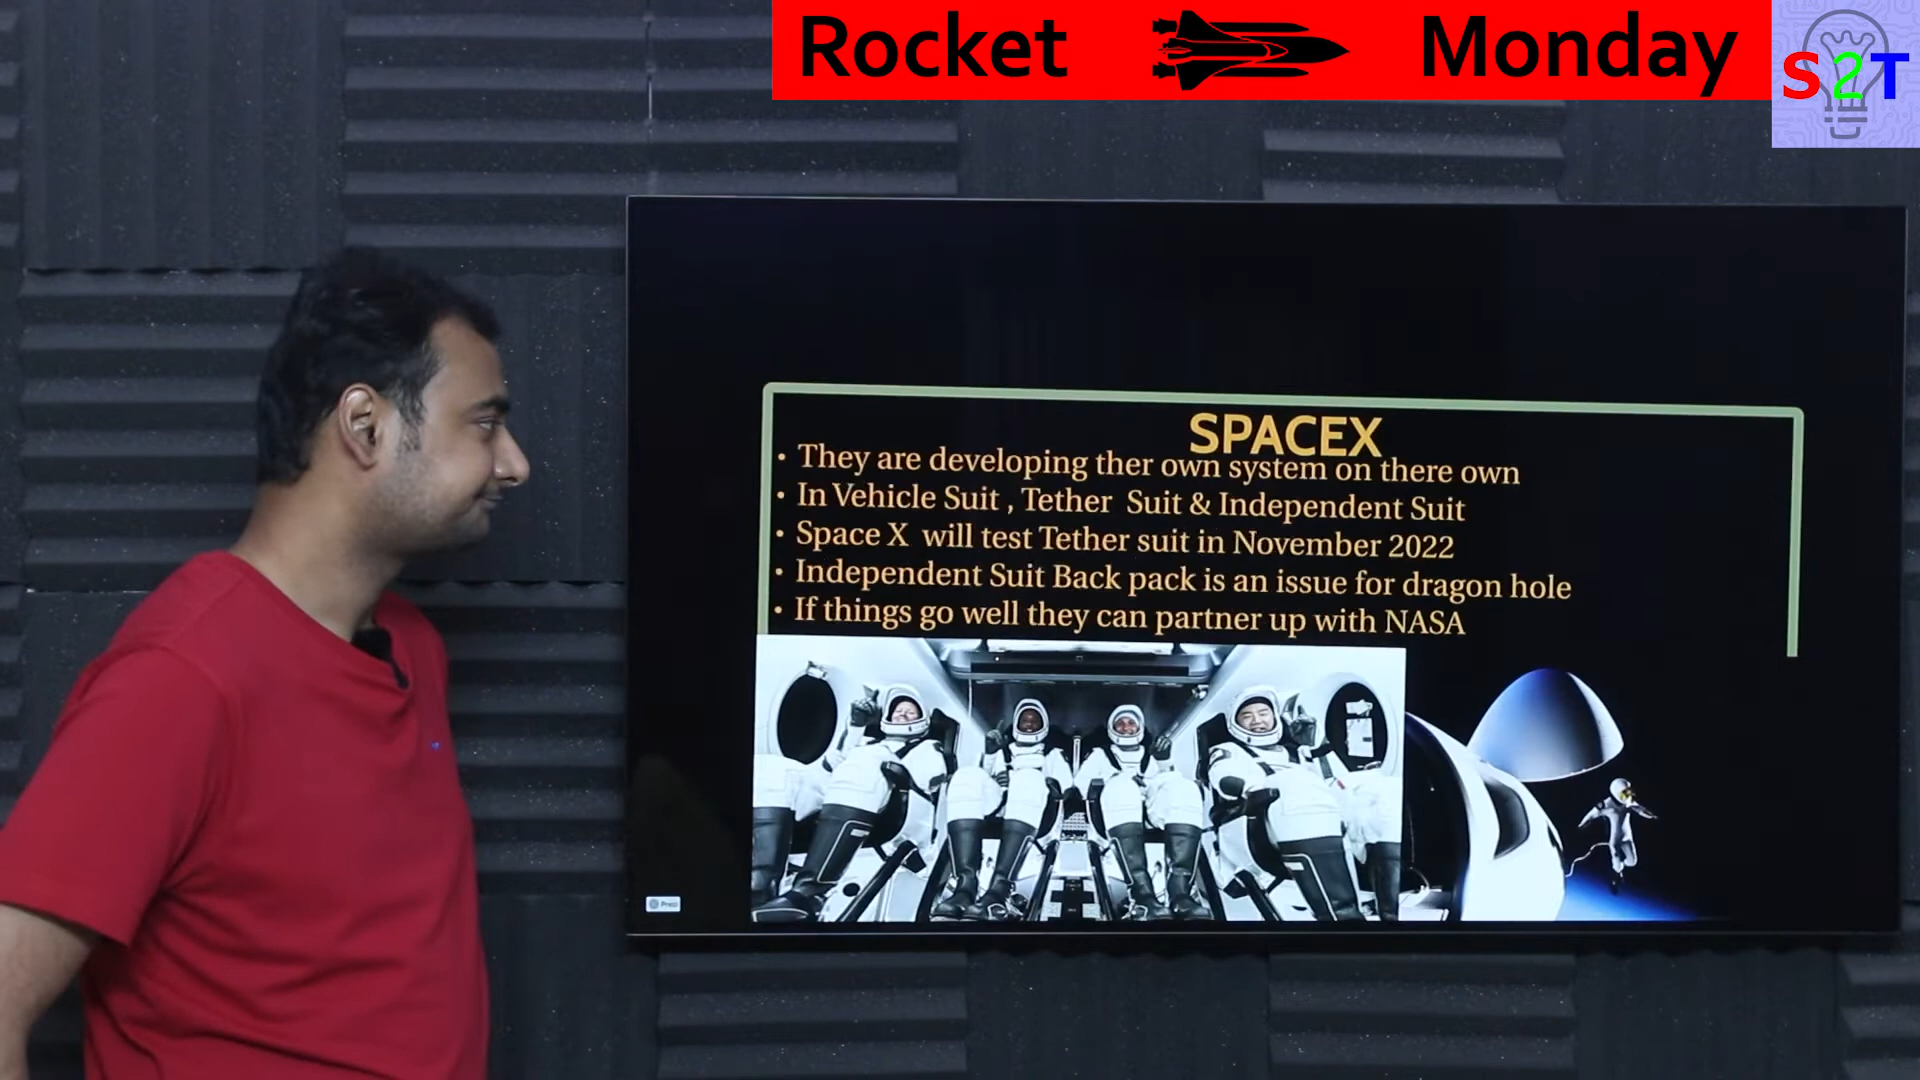 Rocket Monday
S2T
SPACEX
• They are developing ther own system on there own
• In Vehicle Suit , Tether Suit & Independent Suit
• Space X will test Tether suit in November 2022
• Independent Suit Back pack is an issue for dragon hole
• If things go well they can partner up with NASA
Prezi